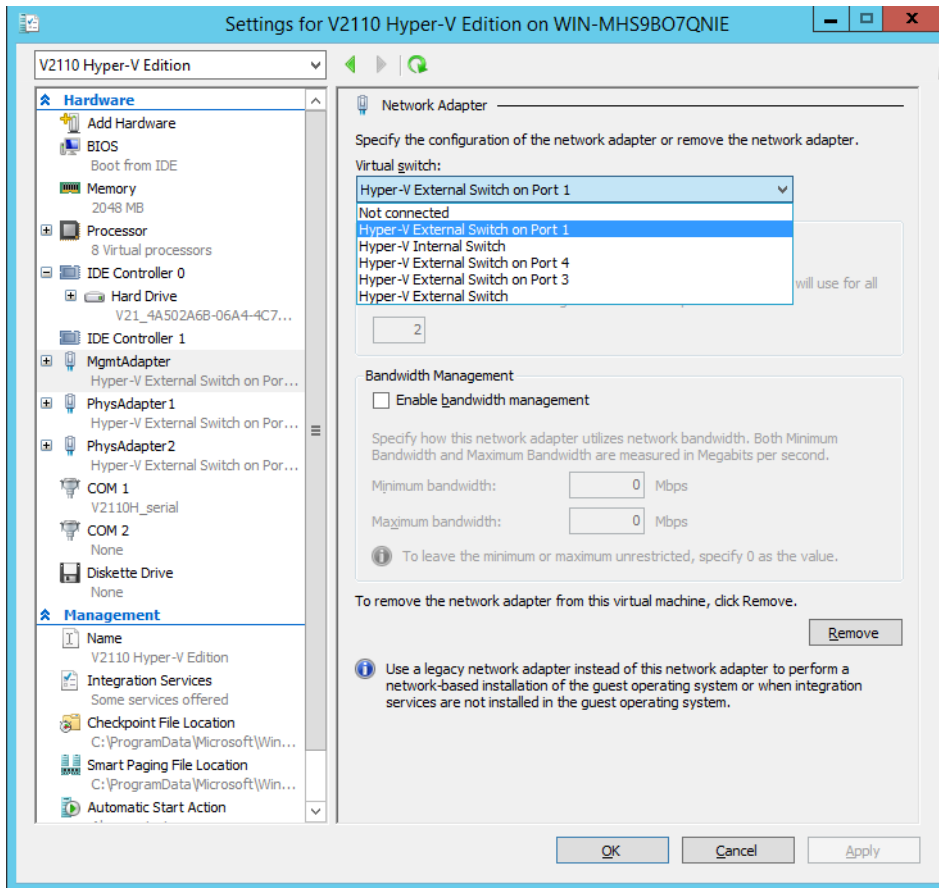 Settings for V2110 Hyper-V Edition on WIN-MHS9BO7QNIE
V2110 Hyper-V Edition
Hardware
Add Hardware
BIOS
Boot from IDE
Memory
2048 MB
Processor
8 Virtual processors
IDE Controller 0
Hard Drive
V21_4A502A6B-06A4-4C7...
IDE Controller 1
MgmtAdapter
Hyper-V External Switch on Por...
PhysAdapter1
Hyper-V External Switch on Por...
PhysAdapter2
Hyper-V External Switch on Por...
COM 1
V2110H_serial
COM 2
None
Diskette Drive
None
Management
Name
V2110 Hyper-V Edition
Integration Services
Some services offered
Checkpoint File Location
C:\ProgramData\Microsoft\Win...
Smart Paging File Location
C:\ProgramData\Microsoft\Win...
Automatic Start Action
Network Adapter
Specify the configuration of the network adapter or remove the network adapter.
Virtual switch:
Hyper-V External Switch on Port 1
Not connected
Hyper-V External Switch on Port 1
Hyper-V Internal Switch
Hyper-V External Switch on Port 4
Hyper-V External Switch on Port 3
Hyper-V External Switch
will use for all
2
Bandwidth Management
Enable bandwidth management
Specify how this network adapter utilizes network bandwidth. Both Minimum
Bandwidth and Maximum Bandwidth are measured in Megabits per second.
Minimum bandwidth: 0 Mbps
Maximum bandwidth: 0 Mbps
To leave the minimum or maximum unrestricted, specify 0 as the value.
To remove the network adapter from this virtual machine, click Remove.
Remove
Use a legacy network adapter instead of this network adapter to perform a
network-based installation of the guest operating system or when integration
services are not installed in the guest operating system.
OK Cancel Apply